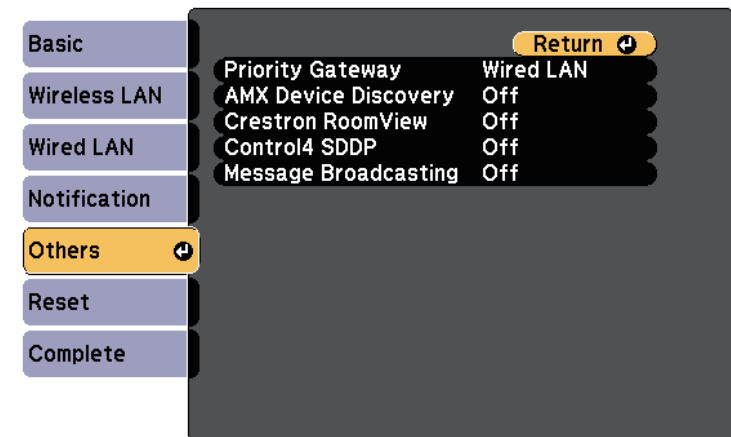 Basic
Wireless LAN
Wired LAN
Notification
Others
Reset
Complete
Return
Priority Gateway Wired LAN
AMX Device Discovery Off
Crestron RoomView Off
Control4 SDDP Off
Message Broadcasting Off